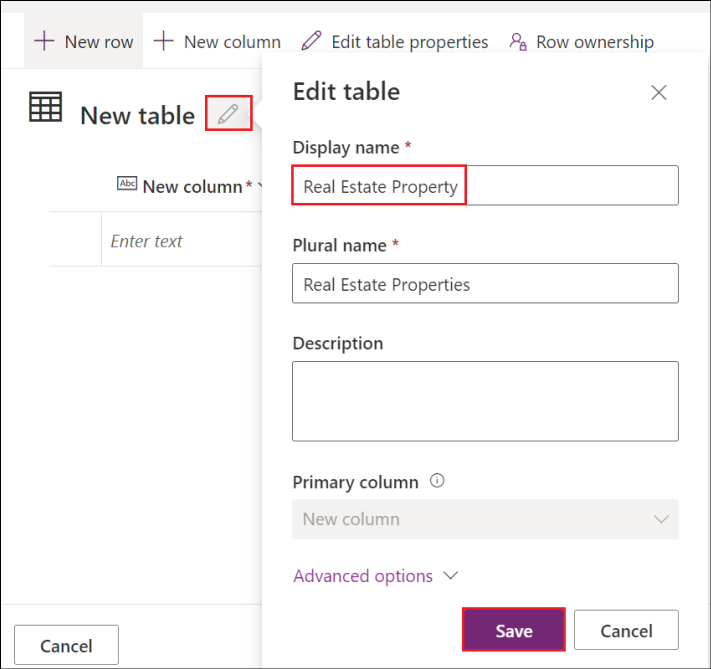 New row New column Edit table properties Row ownership
New table
Abc New column *
Enter text
Edit table
Display name *
Real Estate Property
Plural name *
Real Estate Properties
Description
Primary column
New column
Advanced options
Save Cancel
Cancel